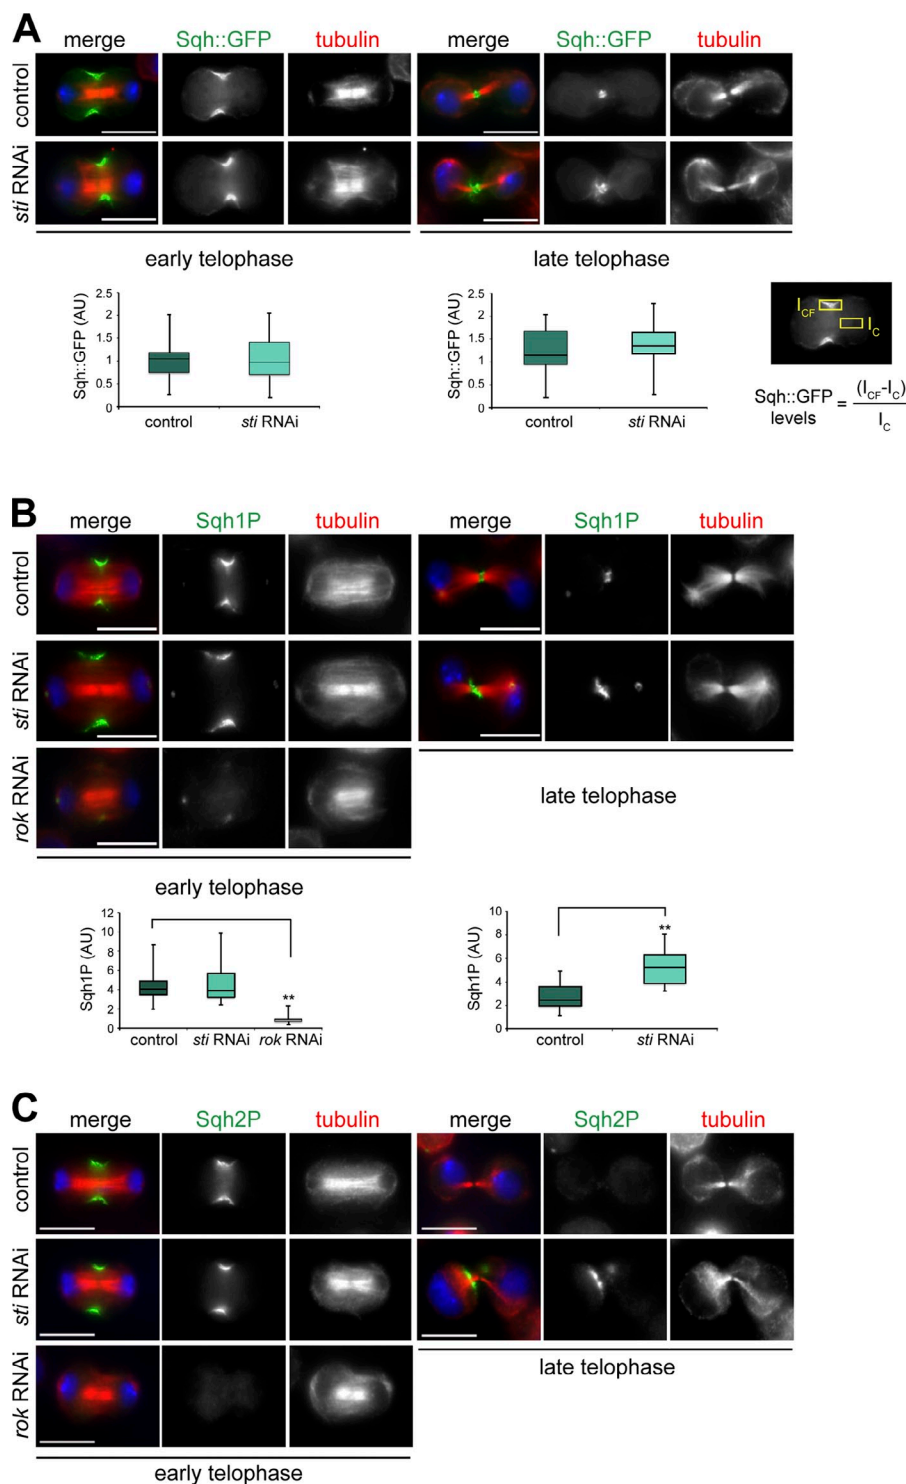 A
merge Sqh::GFP tubulin merge Sqh::GFP tubulin
control
sti RNAi
early telophase late telophase
Sqh::GFP (AU)
2.5
2
1.5
1
0.5
0
control sti RNAi
Sqh::GFP (AU)
2.5
2
1.5
1
0.5
0
control sti RNAi
ICF
IC
Sqh::GFP levels = (ICF-IC)
IC
B
merge Sqh1P tubulin merge Sqh1P tubulin
control
sti RNAi
rok RNAi
late telophase
early telophase
Sqh1P (AU)
12
10
8
6
4
2
0
**
control sti RNAi rok RNAi
Sqh1P (AU)
10
8
6
4
2
0
**
control sti RNAi
C
merge Sqh2P tubulin merge Sqh2P tubulin
control
sti RNAi
rok RNAi
late telophase
early telophase